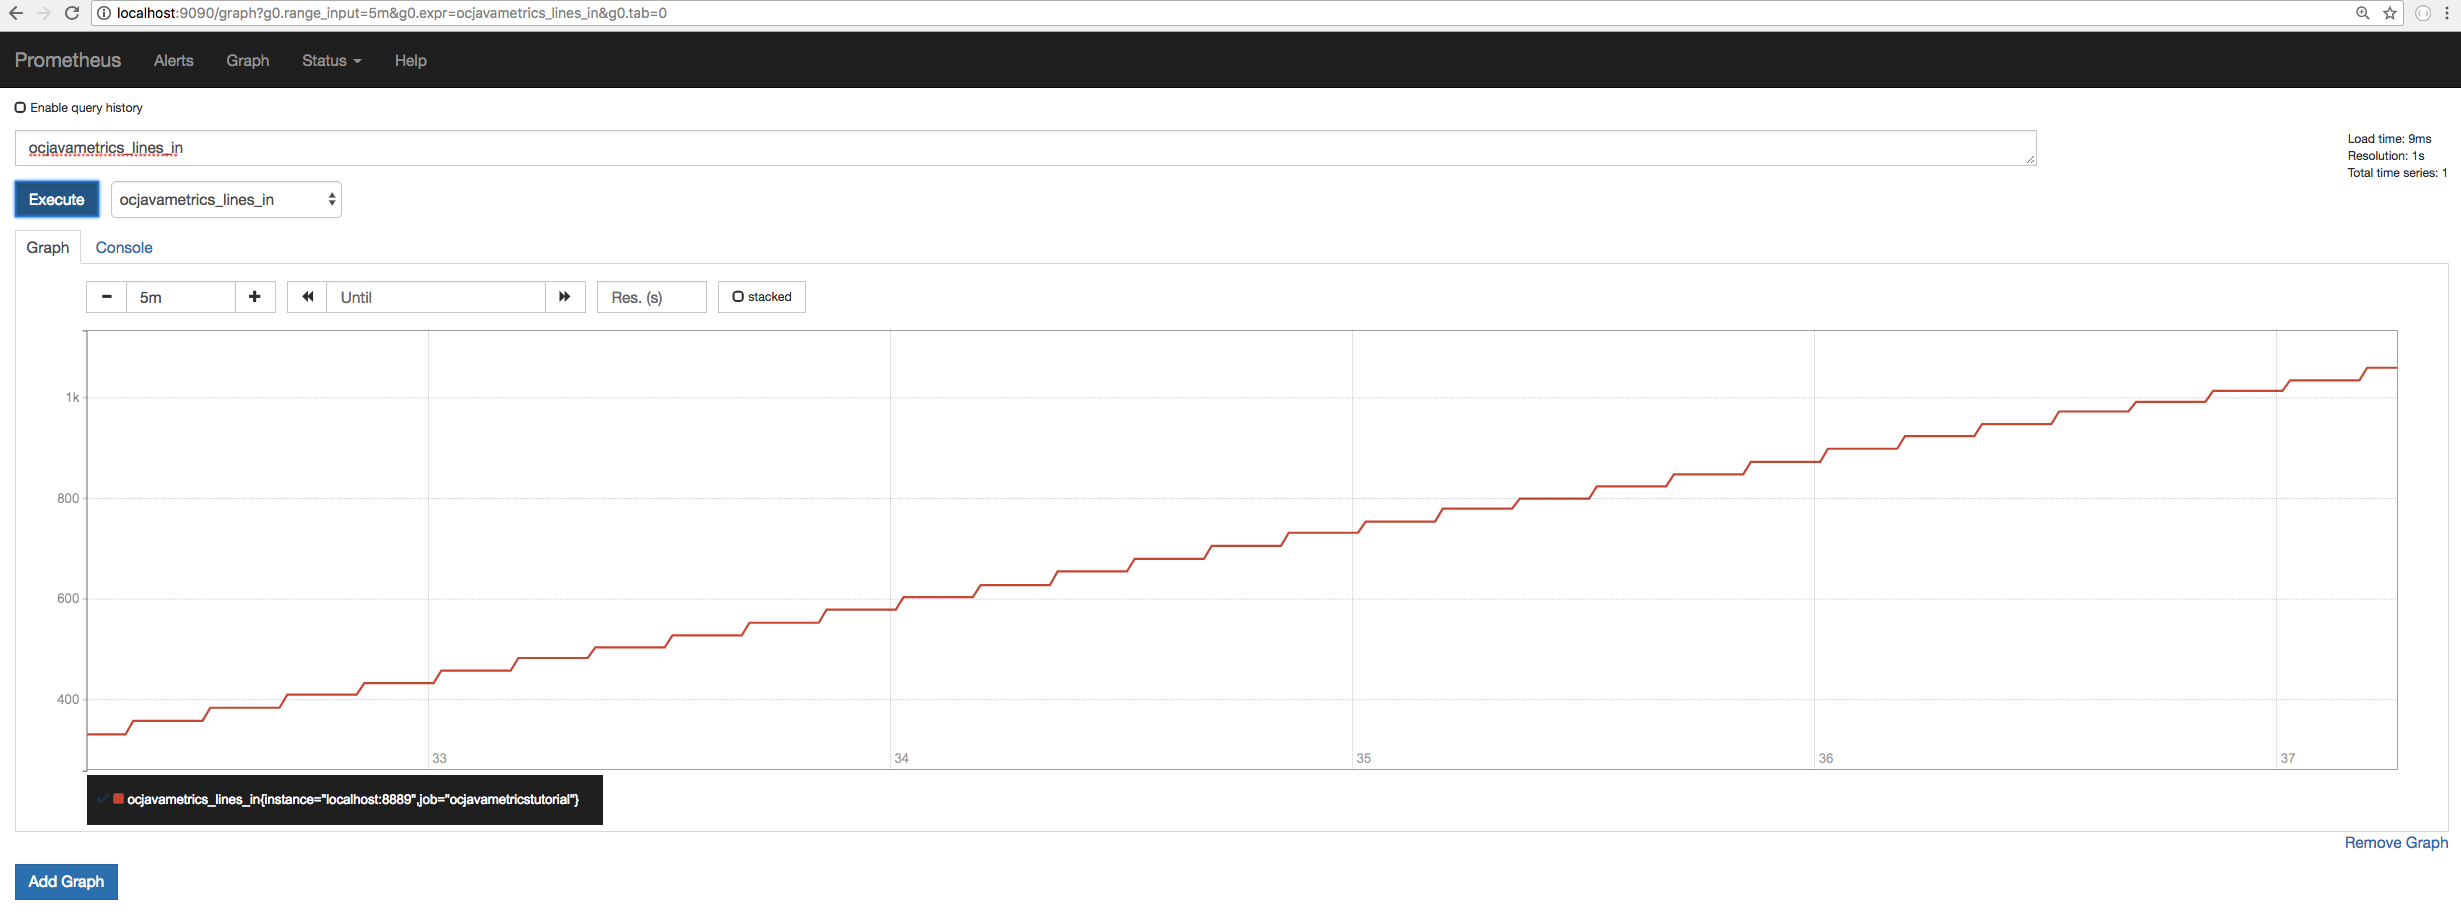 localhost:9090/graph?g0.range_input=5m&g0.expr=ocjavametrics_lines_in&g0.tab=0
Prometheus Alerts Graph Status Help
Enable query history
ocjavametrics_lines_in
Load time: 9ms
Resolution: 1s
Total time series: 1
Execute ocjavametrics_lines_in
Graph Console
5m Until Res. (s) stacked
1k
800
600
400
33 34 35 36 37
ocjavametrics_lines_in{instance="localhost:8889",job="ocjavametricstutorial"}
Remove Graph
Add Graph